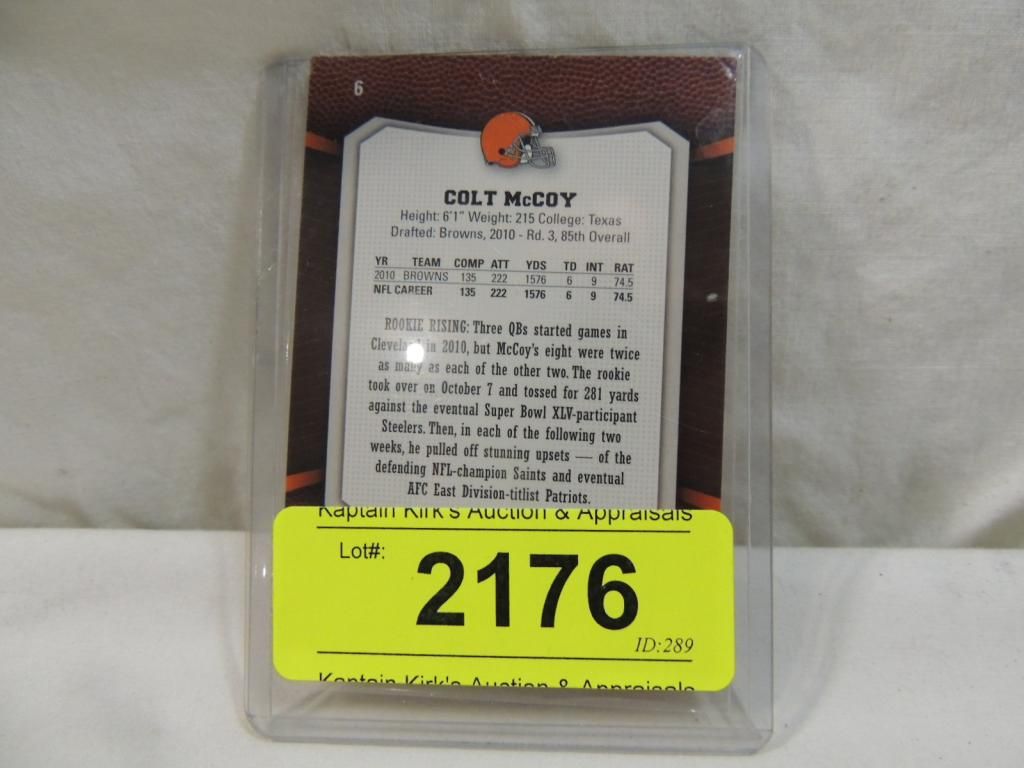 6
COLT McCOY
Height: 6'1" Weight: 215 College: Texas
Drafted: Browns, 2010 - Rd. 3, 85th Overall
YR TEAM COMP ATT YDS TD INT RAT
2010 BROWNS 135 222 1576 6 9 74.5
NFL CAREER 135 222 1576 6 9 74.5
ROOKIE RISING: Three QBs started games in
Cleveland in 2010, but McCoy's eight were twice
as many as each of the other two. The rookie
took over on October 7 and tossed for 281 yards
against the eventual Super Bowl XLV-participant
Steelers. Then, in each of the following two
weeks, he pulled off stunning upsets — of the
defending NFL-champion Saints and eventual
AFC East Division-titlist Patriots.
Kaptain Kirk's Auction & Appraisals
Lot#: 2176
ID:289
Kaptain Kirk's Auction & Appraisals